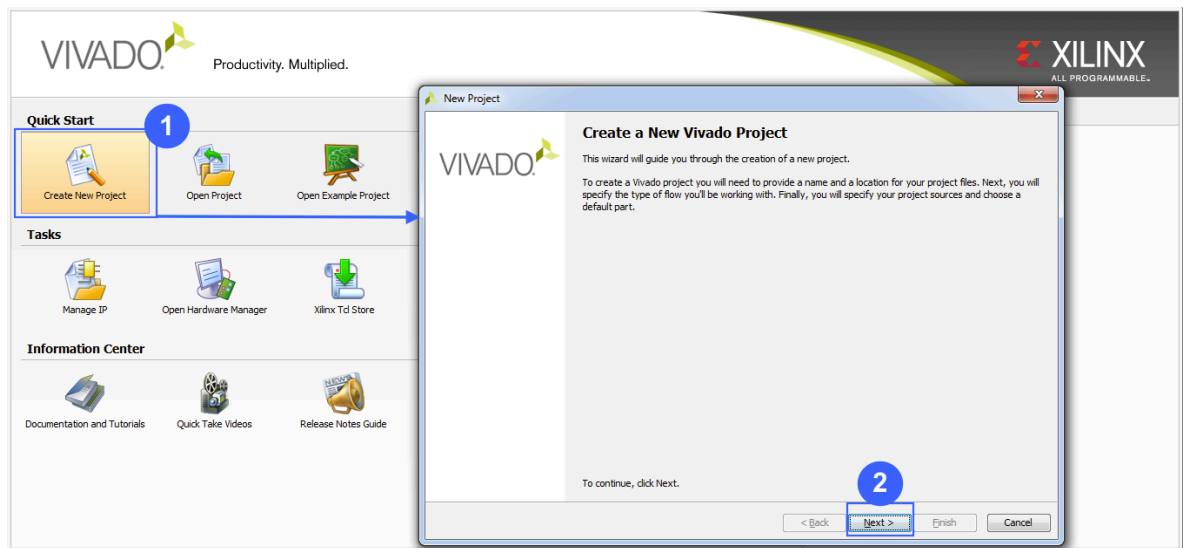 VIVADO.
Productivity. Multiplied.
XILINX
ALL PROGRAMMABLE.
Quick Start
1
Create New Project
Open Project
Open Example Project
Tasks
Manage IP
Open Hardware Manager
Xilinx Tcl Store
Information Center
NEWS
Documentation and Tutorials
Quick Take Videos
Release Notes Guide
New Project
X
VIVADO.
Create a New Vivado Project
This wizard will guide you through the creation of a new project.
To create a Vivado project you will need to provide a name and a location for your project files. Next, you will
specify the type of flow you'll be working with. Finally, you will specify your project sources and choose a
default part.
To continue, click Next.
2
< Back
Next >
Finish
Cancel